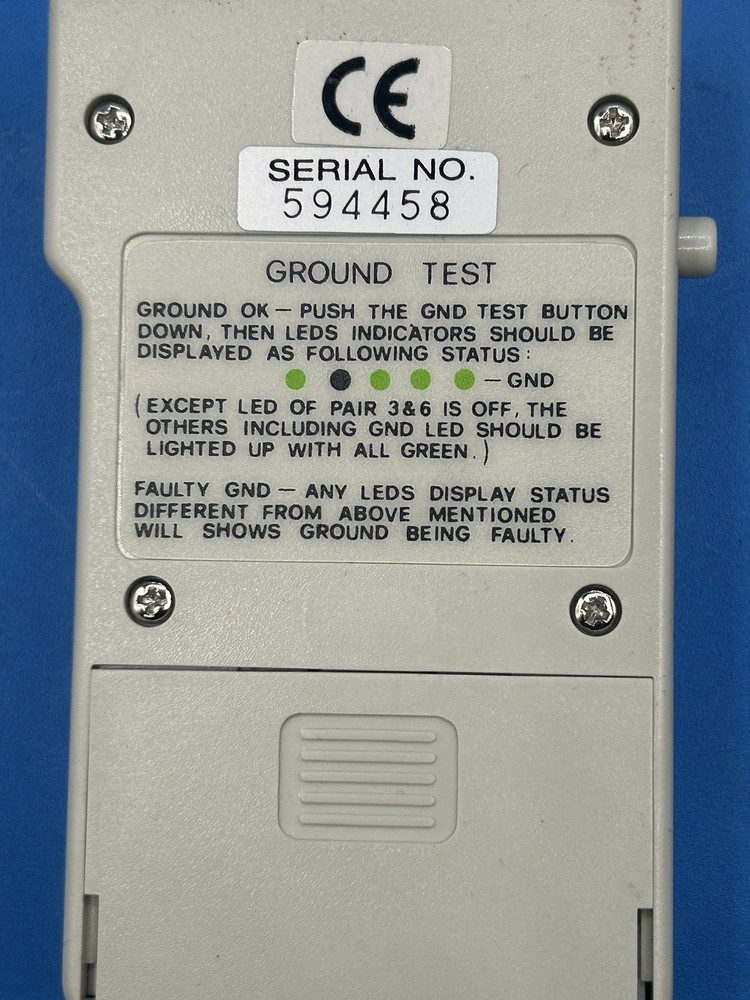 CE
SERIAL NO.
594458
GROUND TEST
GROUND OK — PUSH THE GND TEST BUTTON
DOWN, THEN LEDS INDICATORS SHOULD BE
DISPLAYED AS FOLLOWING STATUS :
— GND
(EXCEPT LED OF PAIR 3&6 IS OFF, THE
OTHERS INCLUDING GND LED SHOULD BE
LIGHTED UP WITH ALL GREEN.)
FAULTY GND — ANY LEDS DISPLAY STATUS
DIFFERENT FROM ABOVE MENTIONED
WILL SHOWS GROUND BEING FAULTY.